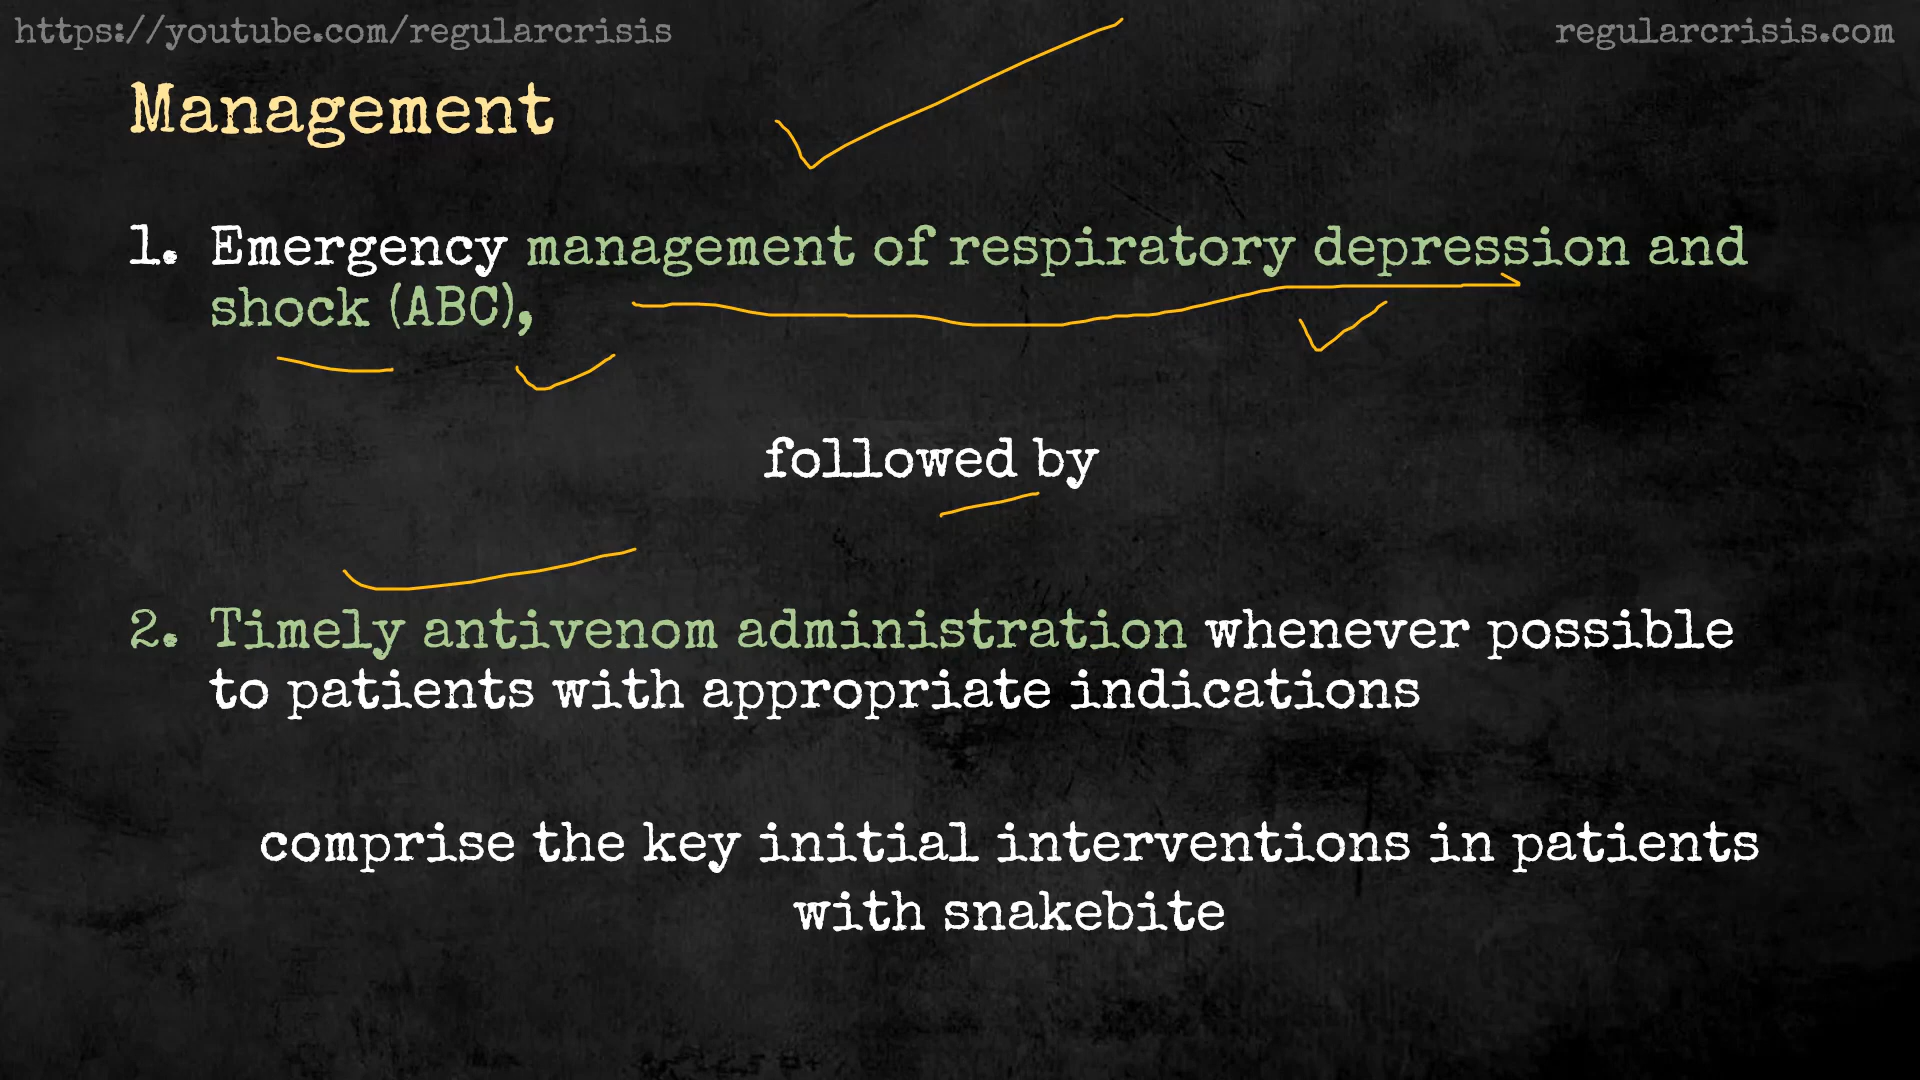 https://youtube.com/regularcrisis
regularcrisis.com
Management
1. Emergency management of respiratory depression and
shock (ABC),
followed by
2. Timely antivenom administration whenever possible
to patients with appropriate indications
comprise the key initial interventions in patients
with snakebite